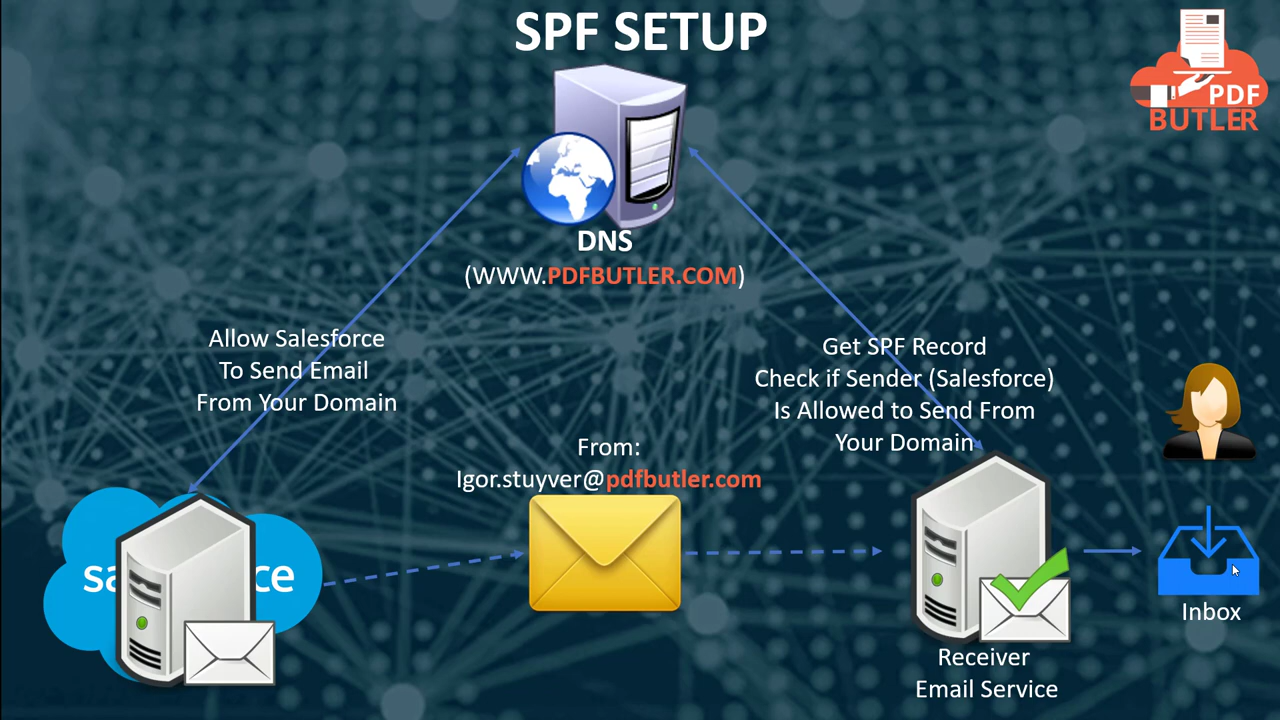 SPF SETUP
PDF
BUTLER
DNS
(WWW.PDFBUTLER.COM)
Allow Salesforce
To Send Email
From Your Domain
Get SPF Record
Check if Sender (Salesforce)
Is Allowed to Send From
Your Domain
From:
Igor.stuyver@pdfbutler.com
sa ce
Inbox
Receiver
Email Service